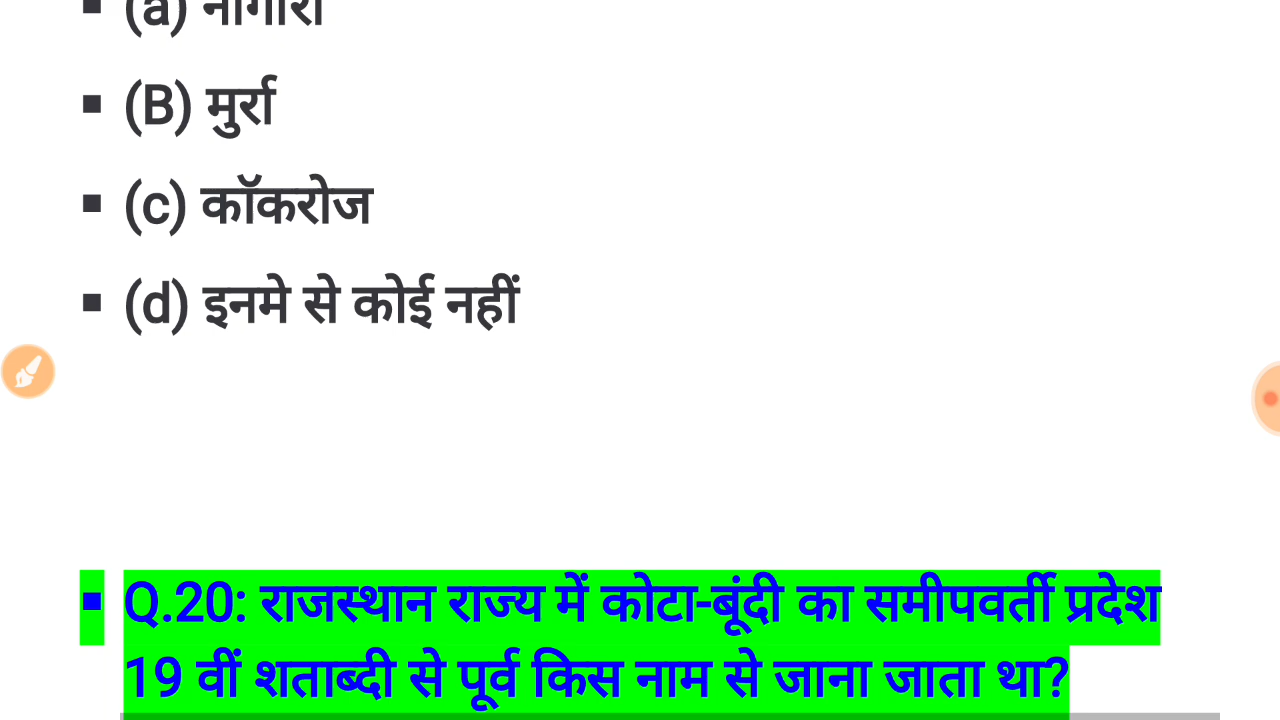 (a) नागौरी
(B) मुर्रा
(c) कॉकरोज
(d) इनमे से कोई नहीं
Q.20: राजस्थान राज्य में कोटा-बूंदी का समीपवर्ती प्रदेश
19 वीं शताब्दी से पूर्व किस नाम से जाना जाता था?